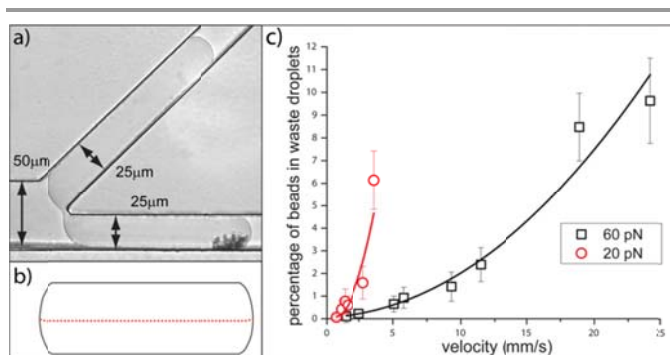 a)
50µm
25µm
25µm
b)
c)
percentage of beads in waste droplets
12
11
10
9
8
7
6
5
4
3
2
1
0
60 pN
20 pN
0 5 10 15 20 25
velocity (mm/s)